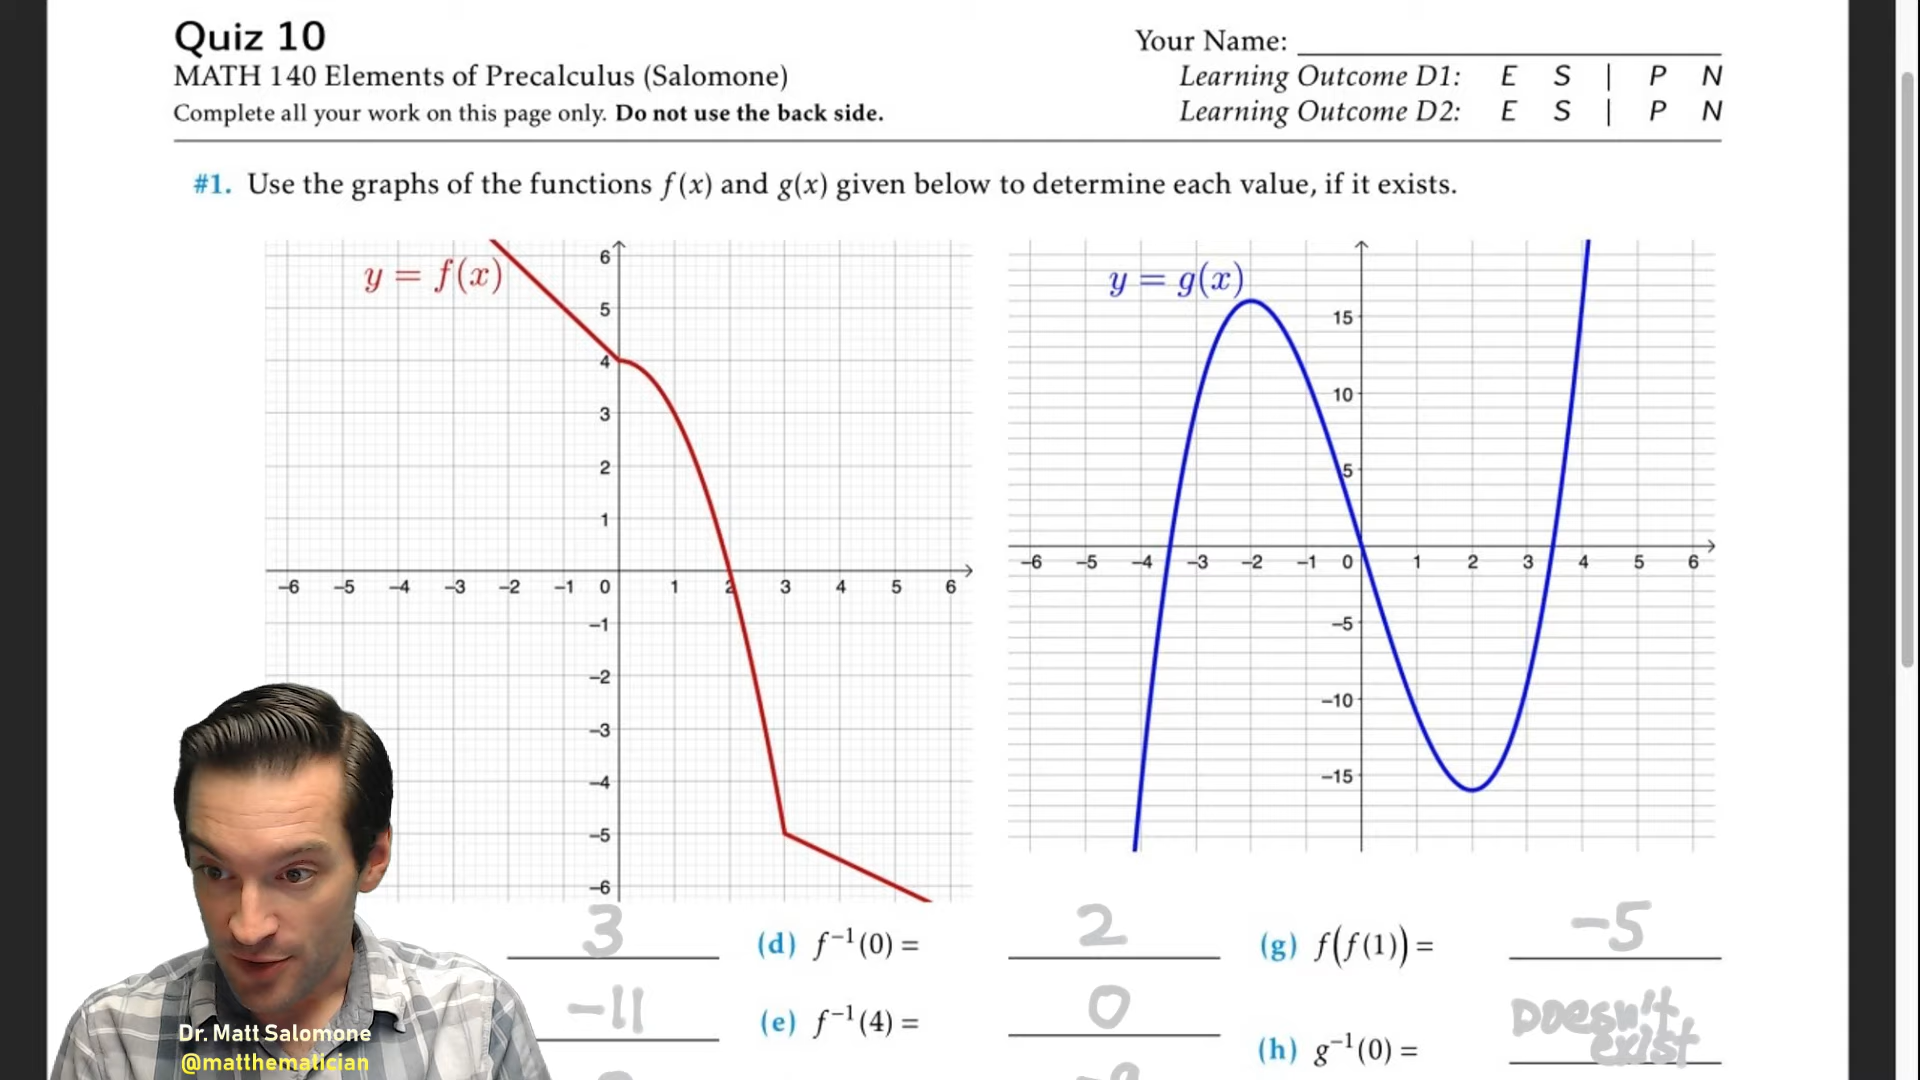 Quiz 10
MATH 140 Elements of Precalculus (Salomone)
Complete all your work on this page only. Do not use the back side.
Your Name:
Learning Outcome D1: E S | P N
Learning Outcome D2: E S | P N
#1. Use the graphs of the functions f(x) and g(x) given below to determine each value, if it exists.
y = f(x)
6
5
4
3
2
1
−6 −5 −4 −3 −2 −1 0 1 2 3 4 5 6
−1
−2
−3
−4
−5
−6
y = g(x)
15
10
5
−6 −5 −4 −3 −2 −1 0 1 2 3 4 5 6
−5
−10
−15
3
(d) f⁻¹(0) = 2
(g) f(f(1)) = −5
−11
(e) f⁻¹(4) = 0
(h) g⁻¹(0) = Doesn't
exist
Dr. Matt Salomone
@matthematician